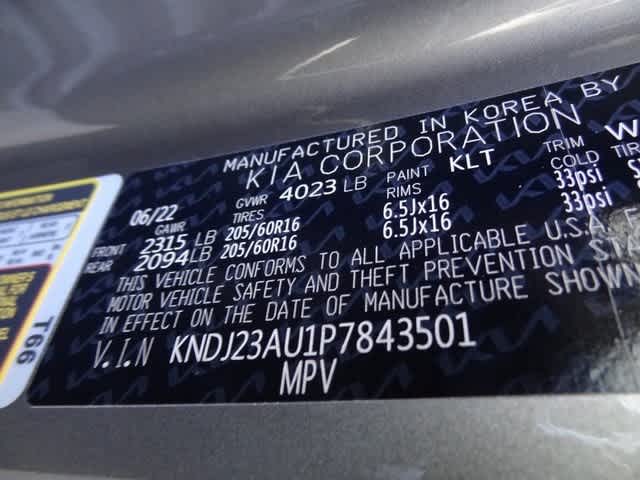 MANUFACTURED IN KOREA BY
KIA CORPORATION
06/22 GVWR 4023 LB PAINT KLT TRIM
GAWR TIRES RIMS COLD
FRONT 2315 LB 205/60R16 6.5Jx16 33psi
REAR 2094 LB 205/60R16 6.5Jx16 33psi
THIS VEHICLE CONFORMS TO ALL APPLICABLE U.S.A.
MOTOR VEHICLE SAFETY AND THEFT PREVENTION
IN EFFECT ON THE DATE OF MANUFACTURE SHOWN
V.I.N KNDJ23AU1P7843501
MPV
T66